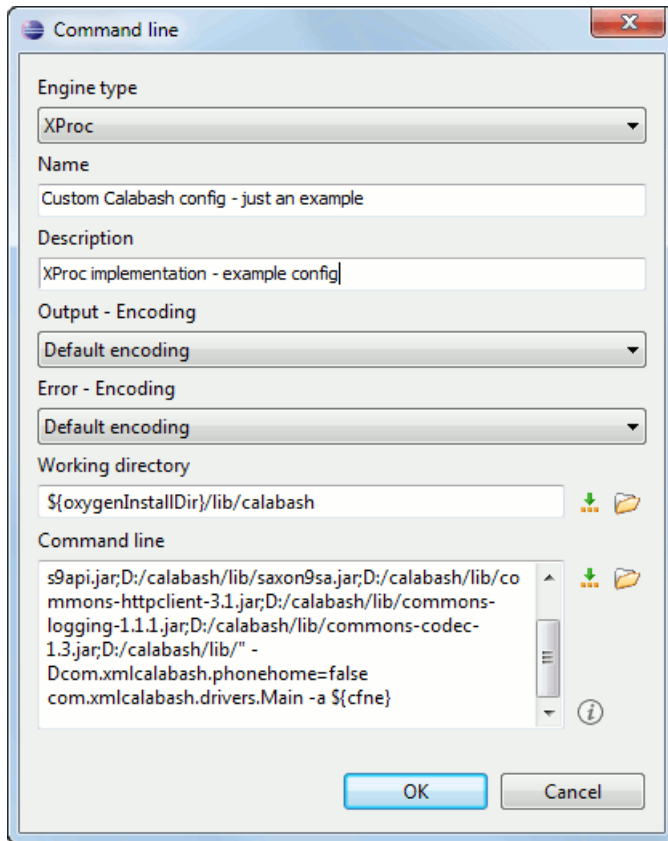 Command line
Engine type
XProc
Name
Custom Calabash config - just an example
Description
XProc implementation - example config
Output - Encoding
Default encoding
Error - Encoding
Default encoding
Working directory
${oxygenInstallDir}/lib/calabash
Command line
s9api.jar;D:/calabash/lib/saxon9sa.jar;D:/calabash/lib/co
mmons-httpclient-3.1.jar;D:/calabash/lib/commons-
logging-1.1.1.jar;D:/calabash/lib/commons-codec-
1.3.jar;D:/calabash/lib/" -
Dcom.xmlcalabash.phonehome=false
com.xmlcalabash.drivers.Main -a ${cfne}
OK
Cancel